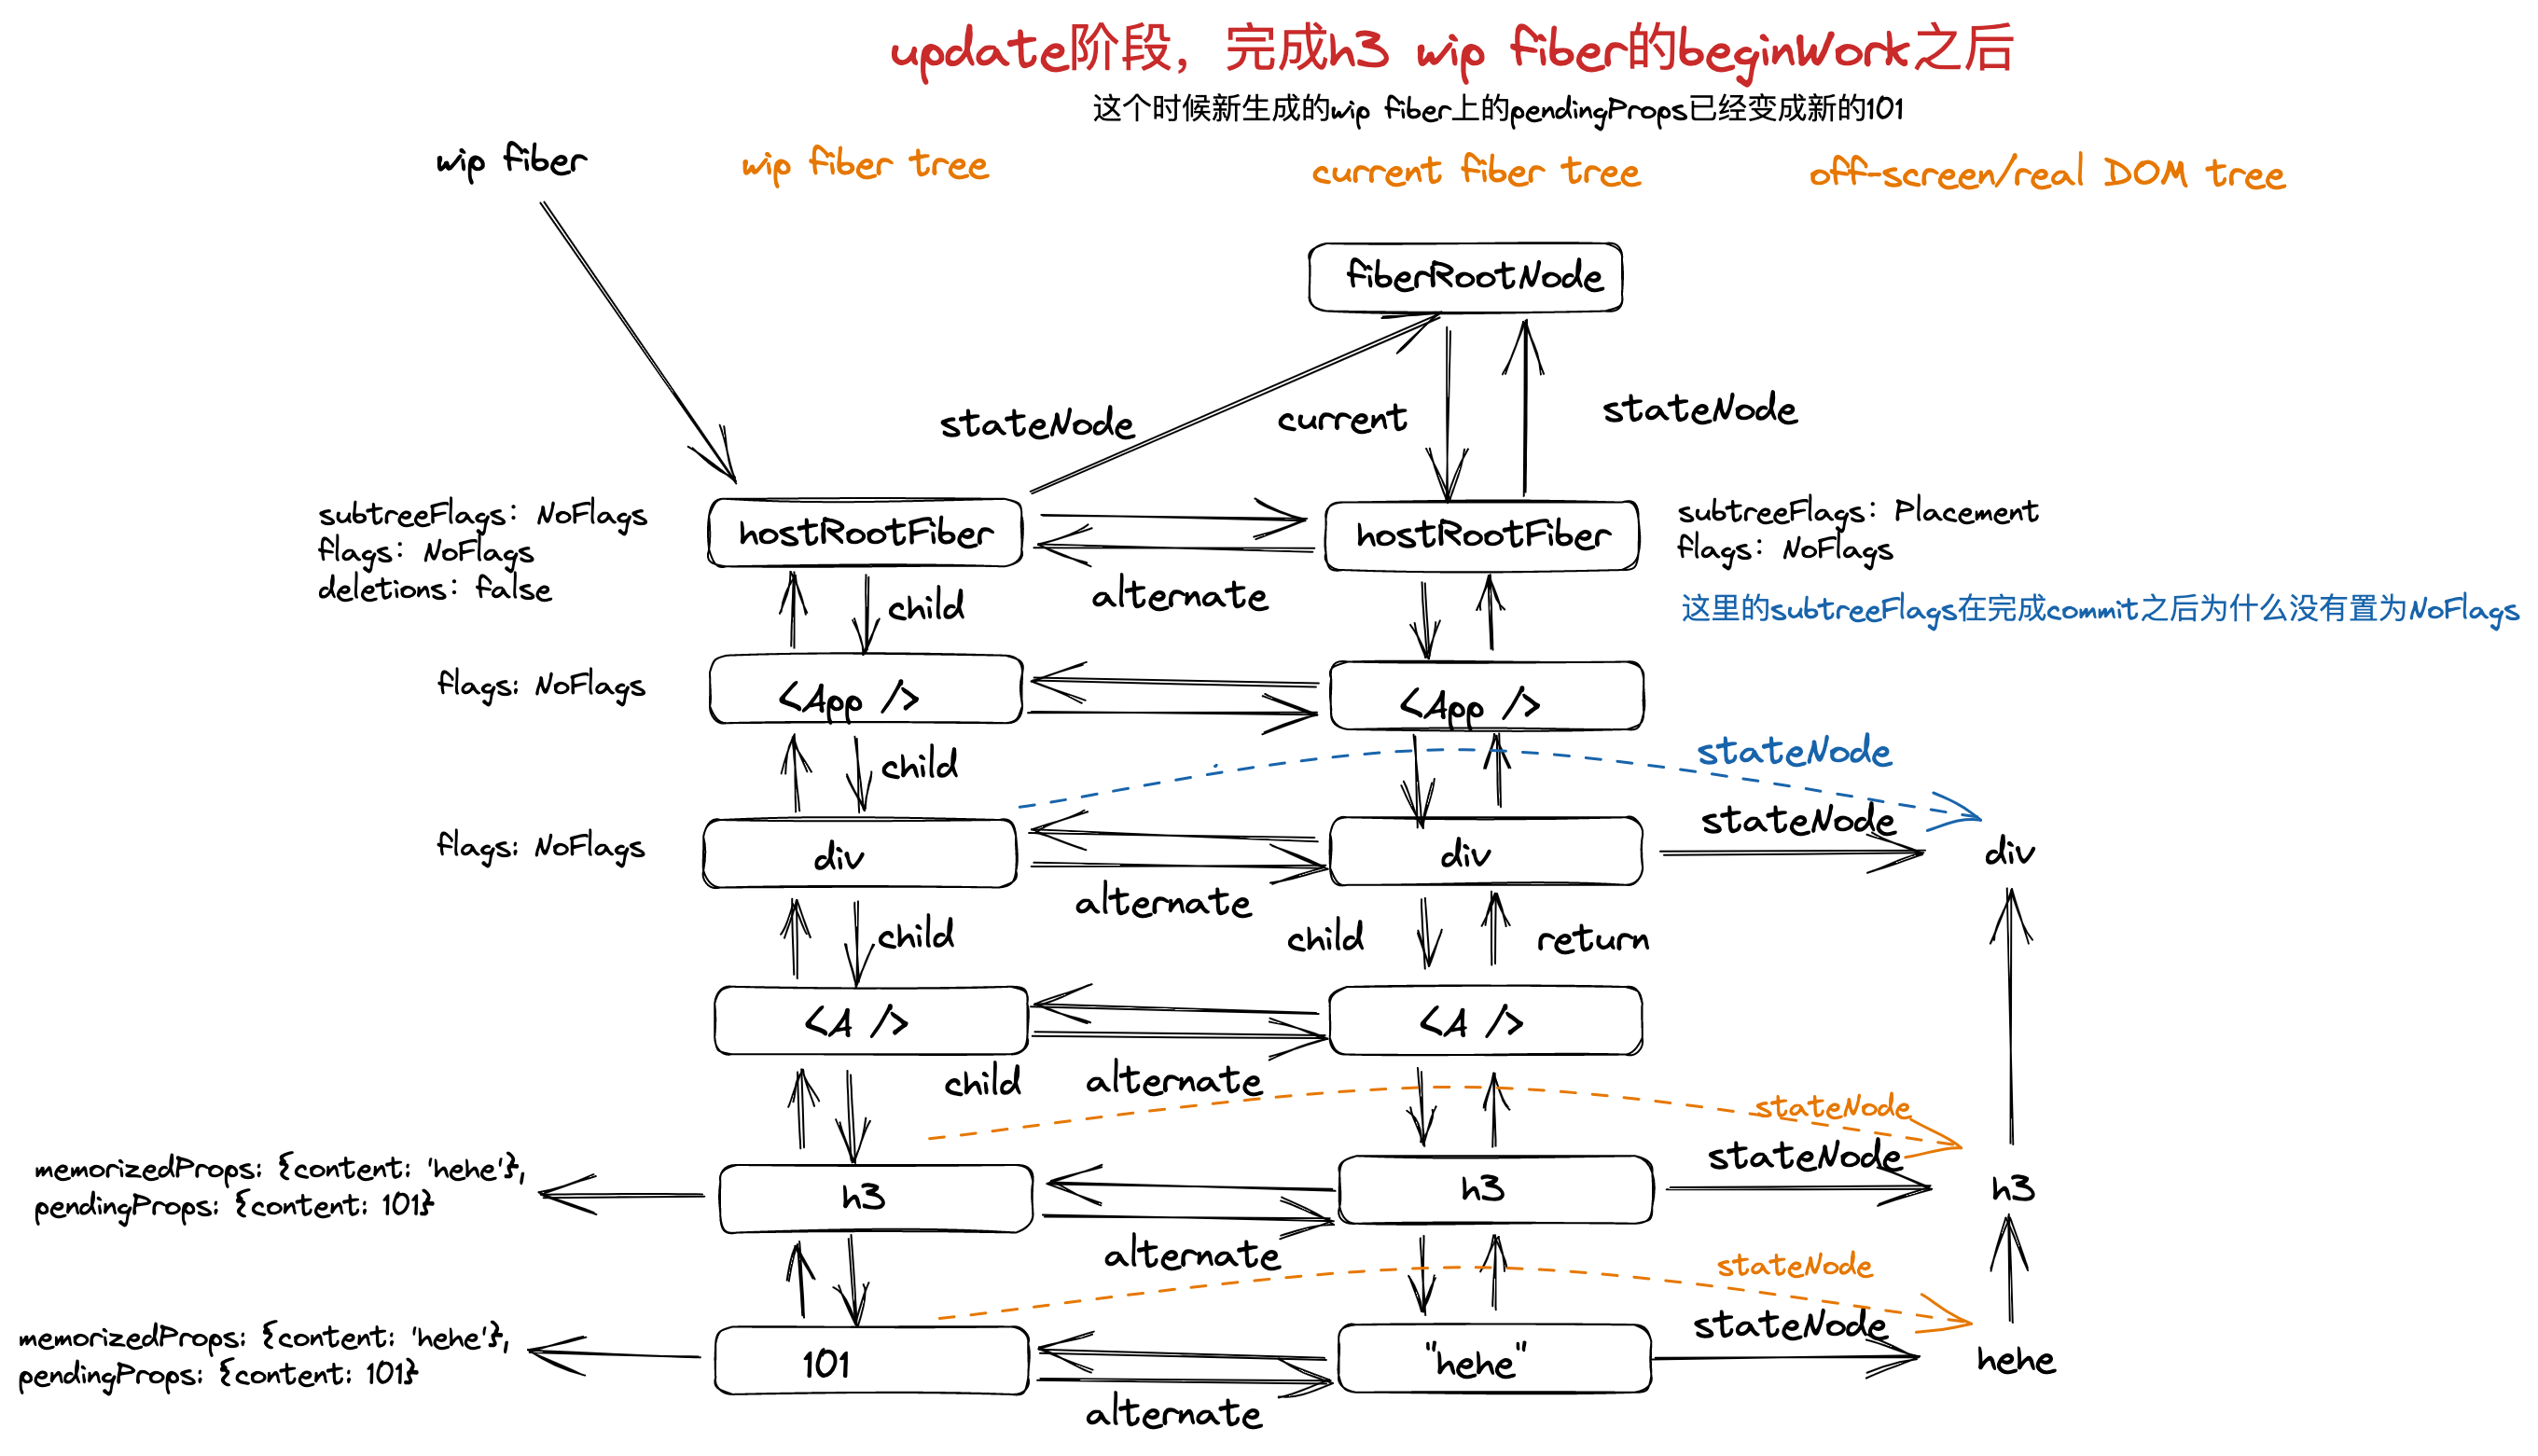 update阶段，完成h3 wip fiber的beginWork之后
这个时候新生成的wip fiber上的pendingProps已经变成新的101
wip fiber
wip fiber tree
current fiber tree
off-screen/real DOM tree
fiberRootNode
stateNode
current
stateNode
subtreeFlags: NoFlags
flags: NoFlags
deletions: false
hostRootFiber
hostRootFiber
subtreeFlags: Placement
flags: NoFlags
child
alternate
这里的subtreeFlags在完成commit之后为什么没有置为NoFlags
flags: NoFlags
<App />
<App />
child
stateNode
flags: NoFlags
div
div
stateNode
div
alternate
child
child
return
<A />
<A />
child
alternate
stateNode
memorizedProps: {content: 'hehe'},
pendingProps: {content: 101}
h3
h3
stateNode
h3
alternate
stateNode
memorizedProps: {content: 'hehe'},
pendingProps: {content: 101}
101
"hehe"
stateNode
hehe
alternate